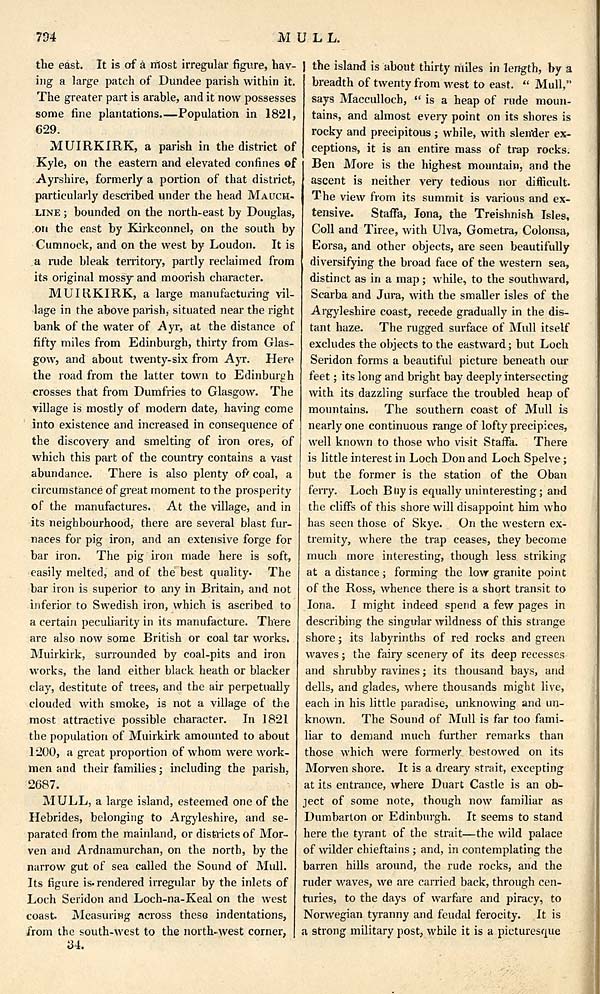 794
MULL.
the east. It is of a most irregular figure, hav-
ing a large patch of Dundee parish within it.
The greater part is arable, and it now possesses
some fine plantations.—Population in 1821,
629.
MUIRKIRK, a parish in the district of
Kyle, on the eastern and elevated confines of
Ayrshire, formerly a portion of that district,
particularly described under the head MAUCH-
LINE; bounded on the north-east by Douglas,
on the east by Kirkconnel, on the south by
Cumnock, and on the west by Loudon. It is
a rude bleak territory, partly reclaimed from
its original mossy and moorish character.
MUIRKIRK, a large manufacturing vil-
lage in the above parish, situated near the right
bank of the water of Ayr, at the distance of
fifty miles from Edinburgh, thirty from Glas-
gow, and about twenty-six from Ayr. Here
the road from the latter town to Edinburgh
crosses that from Dumfries to Glasgow. The
village is mostly of modern date, having come
into existence and increased in consequence of
the discovery and smelting of iron ores, of
which this part of the country contains a vast
abundance. There is also plenty of coal, a
circumstance of great moment to the prosperity
of the manufactures. At the village, and in
its neighbourhood, there are several blast fur-
naces for pig iron, and an extensive forge for
bar iron. The pig iron made here is soft,
easily melted, and of the best quality. The
bar iron is superior to any in Britain, and not
inferior to Swedish iron, which is ascribed to
a certain peculiarity in its manufacture. There
are also now some British or coal tar works.
Muirkirk, surrounded by coal-pits and iron
works, the land either black heath or blacker
clay, destitute of trees, and the air perpetually
clouded with smoke, is not a village of the
most attractive possible character. In 1821
the population of Muirkirk amounted to about
1200, a great proportion of whom were work-
men and their families; including the parish,
2687.
MULL, a large island, esteemed one of the
Hebrides, belonging to Argyleshire, and se-
parated from the mainland, or districts of Mor-
ven and Ardnamurchan, on the north, by the
narrow gut of sea called the Sound of Mull.
Its figure is rendered irregular by the inlets of
Loch Seridon and Loch-na-Keal on the west
coast. Measuring across these indentations,
from the south-west to the north-west corner,
34.
the island is about thirty miles in length, by a
breadth of twenty from west to east. “ Mull,”
says Macculloch, “ is a heap of rude moun-
tains, and almost every point on its shores is
rocky and precipitous; while, with slender ex-
ceptions, it is an entire mass of trap rocks.
Ben More is the highest mountain, and the
ascent is neither very tedious nor difficult.
The view from its summit is various and ex-
tensive. Staffa, Iona, the Treishnish Isles,
Coll and Tiree, with Ulva, Gometra, Colonsa,
Eorsa, and other objects, are seen beautifully
diversifying the broad face of the western sea,
distinct as in a map; while, to the southward,
Scarba and Jura, with the smaller isles of the
Argyleshire coast, recede gradually in the dis-
tant haze. The rugged surface of Mull itself
excludes the objects to the eastward; but Loch
Seridon forms a beautiful picture beneath our
feet; its long and bright bay deeply intersecting
with its dazzling surface the troubled heap of
mountains. The southern coast of Mull is
nearly one continuous range of lofty precipices,
well known to those who visit Staffa. There
is little interest in Loch Don and Loch Spelve;
but the former is the station of the Oban
ferry. Loch Buy is equally uninteresting; and
the cliffs of this shore will disappoint him who
has seen those of Skye. On the western ex-
tremity, where the trap ceases, they become
much more interesting, though less striking
at a distance; forming the low granite point
of the Ross, whence there is a short transit to
Iona. I might indeed spend a few pages in
describing the singular wildness of this strange
shore; its labyrinths of red rocks and green
waves; the fairy scenery of its deep recesses
and shrubby ravines; its thousand bays, and
dells, and glades, where thousands might live,
each in his little paradise, unknowing and un-
known. The Sound of Mull is far too fami-
liar to demand much further remarks than
those which were formerly bestowed on its
Morven shore. It is a dreary strait, excepting
at its entrance, where Duart Castle is an ob-
ject of some note, though now familiar as
Dumbarton or Edinburgh. It seems to stand
here the tyrant of the strait—the wild palace
of wilder chieftains; and, in contemplating the
barren hills around, the rude rocks, and the
ruder waves, we are carried back, through cen-
turies, to the days of warfare and piracy, to
Norwegian tyranny and feudal ferocity. It is
a strong military post, while it is a picturesque